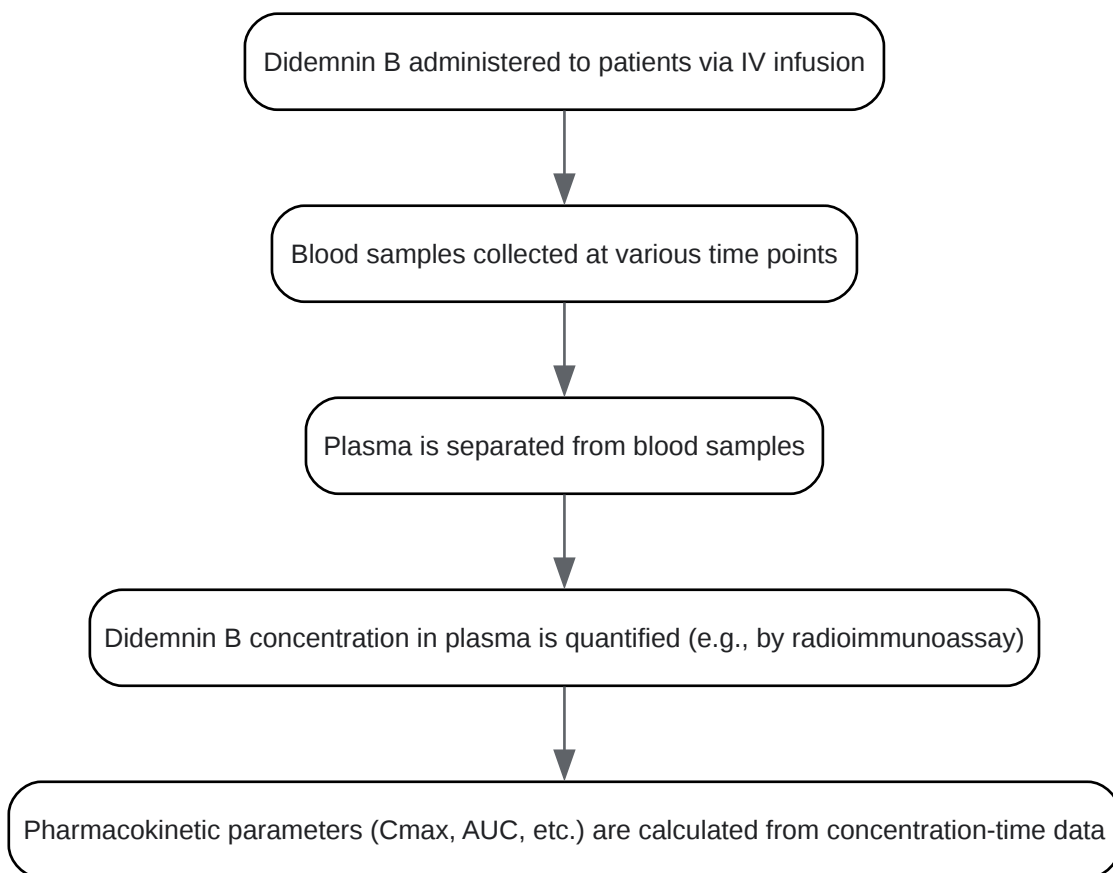 Didemnin B administered to patients via IV infusion
Blood samples collected at various time points
Plasma is separated from blood samples
Didemnin B concentration in plasma is quantified (e.g., by radioimmunoassay)
Pharmacokinetic parameters (Cmax, AUC, etc.) are calculated from concentration-time data